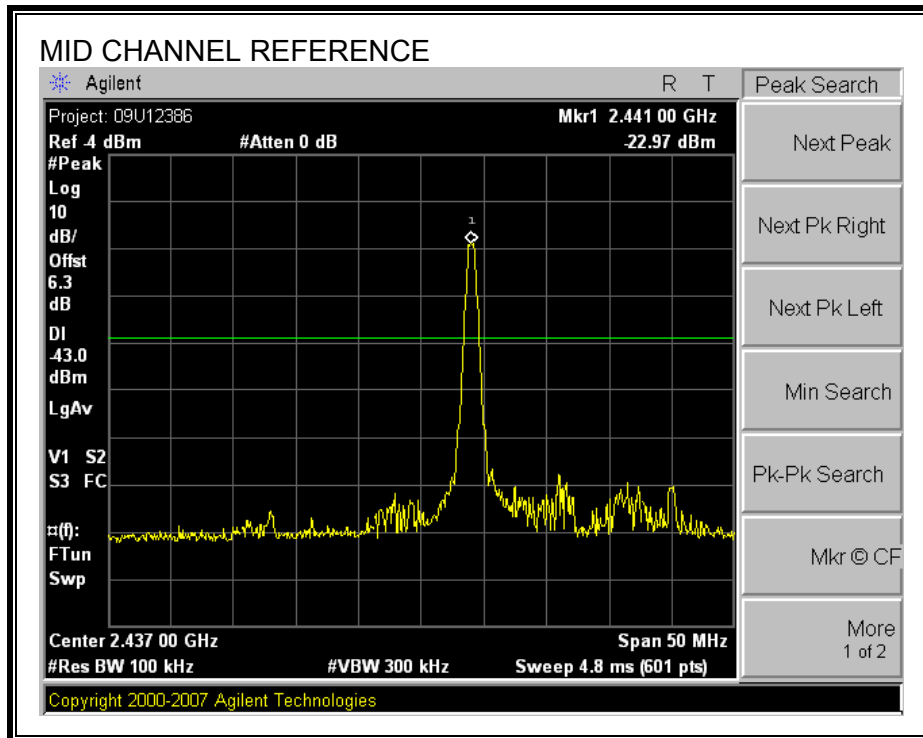 MID CHANNEL REFERENCE
Agilent R T Peak Search
Project: 09U12386 Mkr1 2.441 00 GHz
Ref -4 dBm #Atten 0 dB -22.97 dBm
#Peak
Log
10
dB/
Offset
6.3
dB
DI
-43.0
dBm
LgAv
V1 S2
S3 FC
¤(f):
FTun
Swp
1
Center 2.437 00 GHz Span 50 MHz
#Res BW 100 kHz #VBW 300 kHz Sweep 4.8 ms (601 pts)
Copyright 2000-2007 Agilent Technologies
Next Peak
Next Pk Right
Next Pk Left
Min Search
Pk-Pk Search
Mkr © CF
More
1 of 2